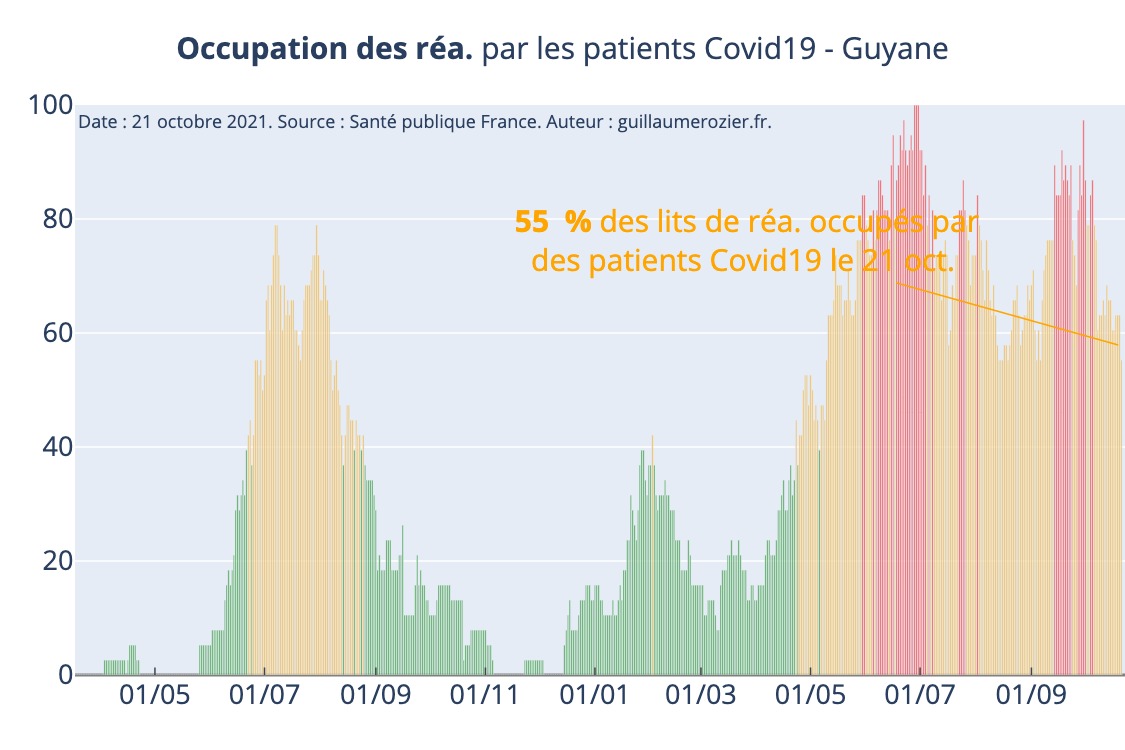 Occupation des réa. par les patients Covid19 - Guyane
100
Date : 21 octobre 2021. Source : Santé publique France. Auteur : guillaumerozier.fr.
80
55 % des lits de réa. occupés par
des patients Covid19 le 21 oct.
60
40
20
0
01/05 01/07 01/09 01/11 01/01 01/03 01/05 01/07 01/09